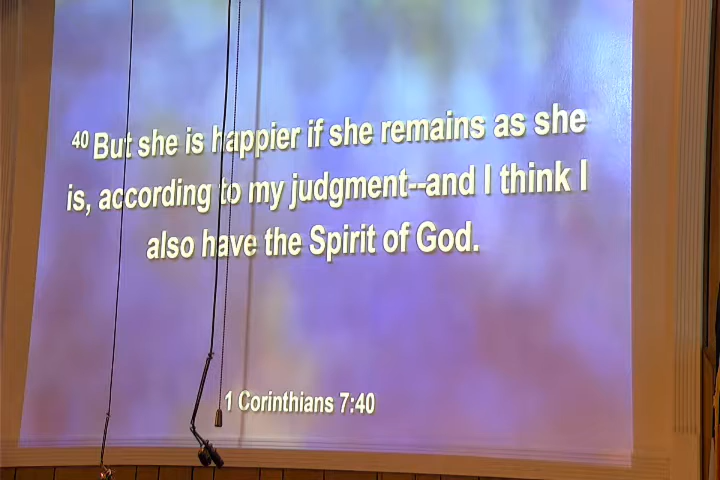 40 But she is happier if she remains as she
is, according to my judgment--and I think I
also have the Spirit of God.
1 Corinthians 7:40